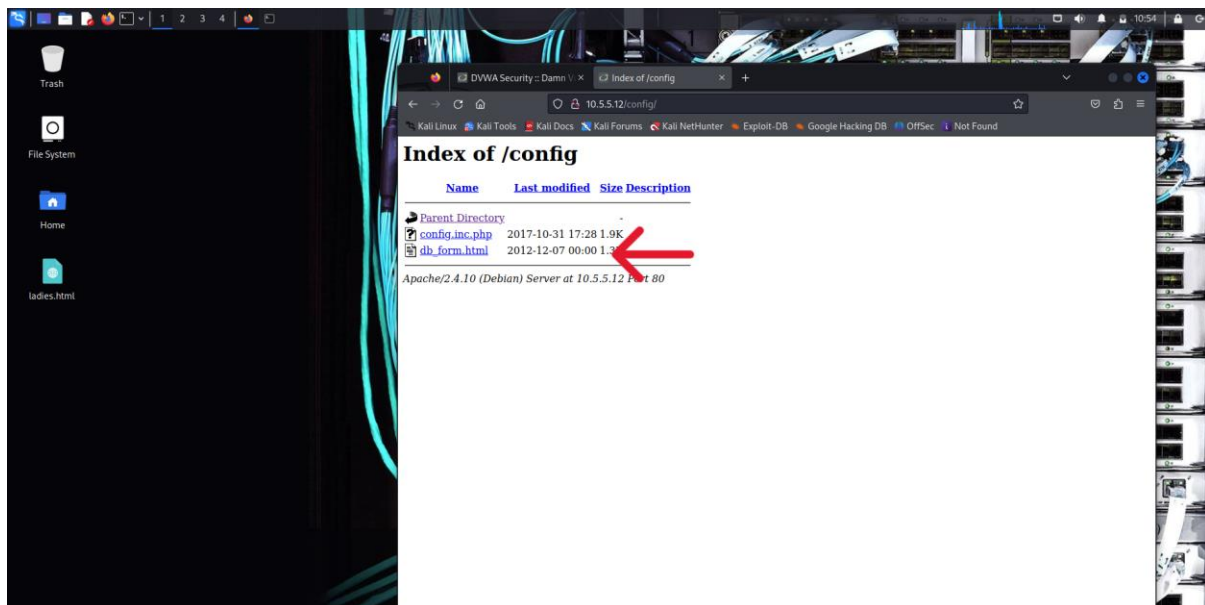 1 2 3 4
10:54
Trash
File System
Home
ladies.html
DVWA Security :: Damn V
Index of /config
10.5.5.12/config/
Kali Linux Kali Tools Kali Docs Kali Forums Kali NetHunter Exploit-DB Google Hacking DB OffSec Not Found
Index of /config
Name Last modified Size Description
Parent Directory -
config.inc.php 2017-10-31 17:28 1.9K
db_form.html 2012-12-07 00:00
Apache/2.4.10 (Debian) Server at 10.5.5.12 80